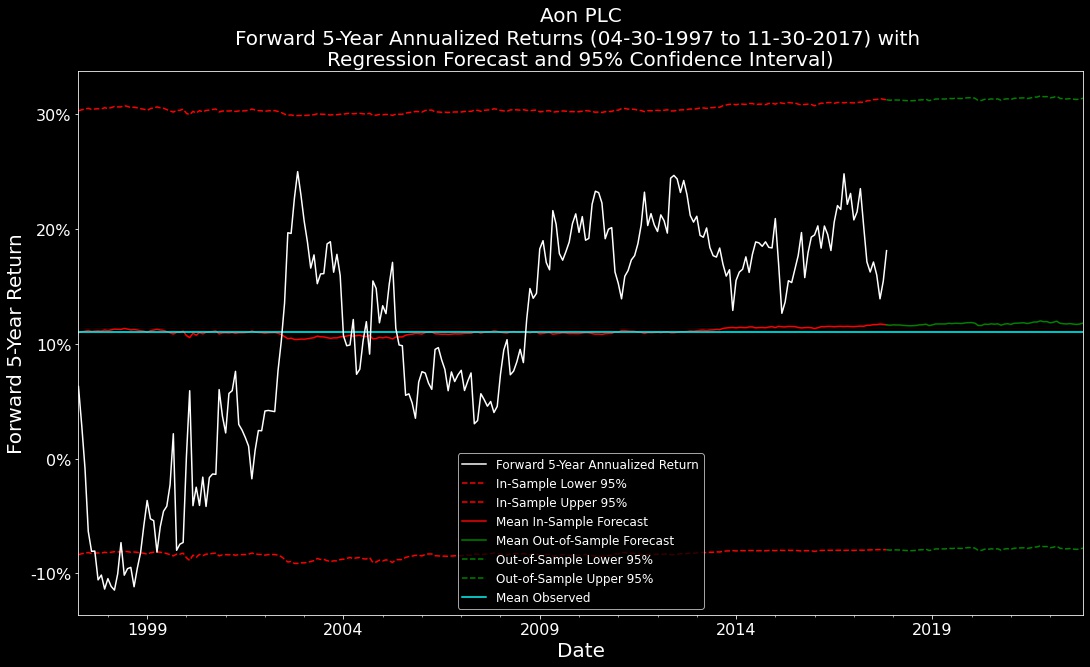 Aon PLC
Forward 5-Year Annualized Returns (04-30-1997 to 11-30-2017) with
Regression Forecast and 95% Confidence Interval)
Forward 5-Year Return
30%
20%
10%
0%
-10%
Forward 5-Year Annualized Return
In-Sample Lower 95%
In-Sample Upper 95%
Mean In-Sample Forecast
Mean Out-of-Sample Forecast
Out-of-Sample Lower 95%
Out-of-Sample Upper 95%
Mean Observed
1999 2004 2009 2014 2019
Date